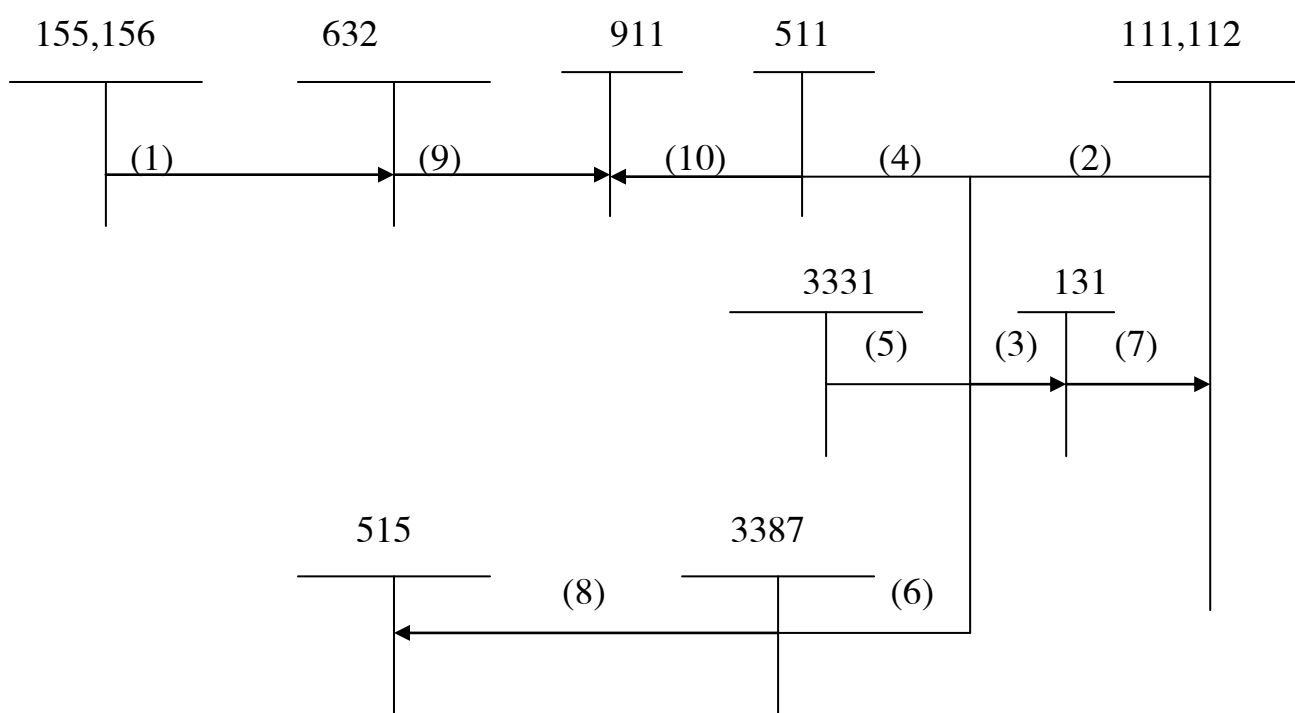 155,156 632 911 511 111,112
(1) (9) (10) (4) (2)
3331 131
(5) (3) (7)
515 3387
(8) (6)